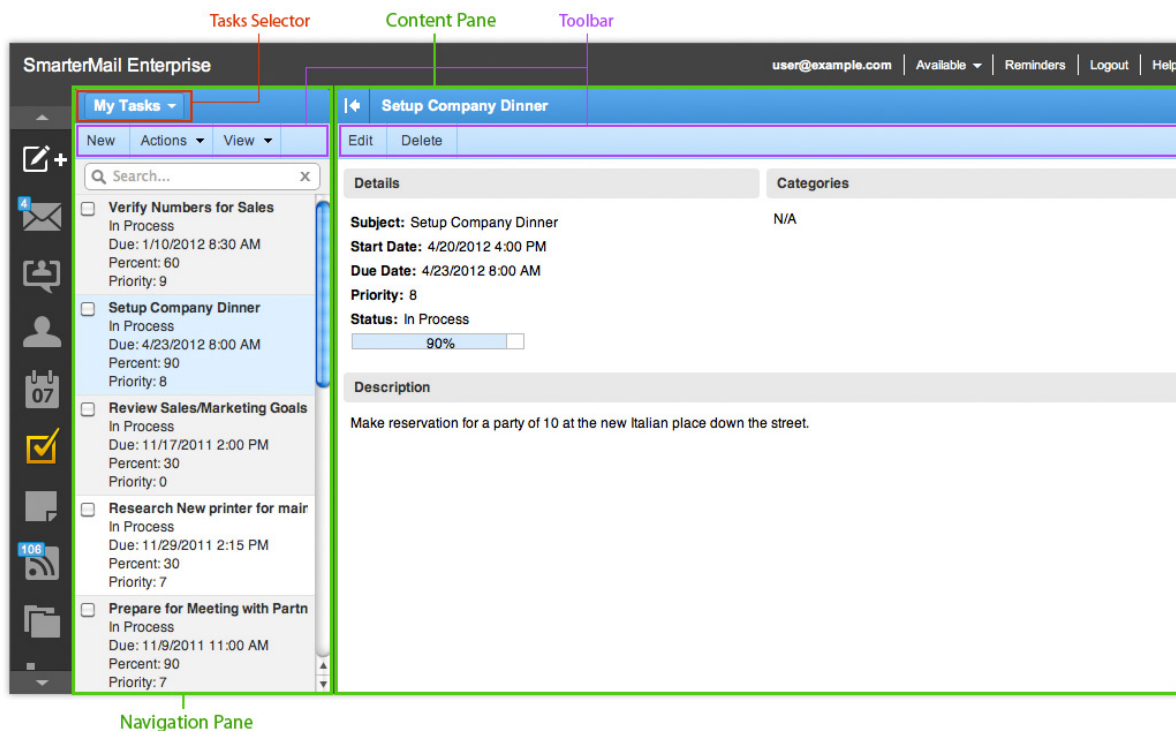 Tasks Selector
Content Pane
Toolbar
SmarterMail Enterprise
user@example.com
Available
Reminders
Logout
Help
My Tasks
Setup Company Dinner
New
Actions
View
Edit
Delete
Search...
X
Details
Categories
4
Verify Numbers for Sales
In Process
Due: 1/10/2012 8:30 AM
Percent: 60
Priority: 9
Setup Company Dinner
In Process
Due: 4/23/2012 8:00 AM
Percent: 90
Priority: 8
07
Review Sales/Marketing Goals
In Process
Due: 11/17/2011 2:00 PM
Percent: 30
Priority: 0
Research New printer for mair
In Process
Due: 11/29/2011 2:15 PM
Percent: 30
Priority: 7
106
Prepare for Meeting with Partn
In Process
Due: 11/9/2011 11:00 AM
Percent: 90
Priority: 7
Subject: Setup Company Dinner
Start Date: 4/20/2012 4:00 PM
Due Date: 4/23/2012 8:00 AM
Priority: 8
Status: In Process
90%
N/A
Description
Make reservation for a party of 10 at the new Italian place down the street.
Navigation Pane